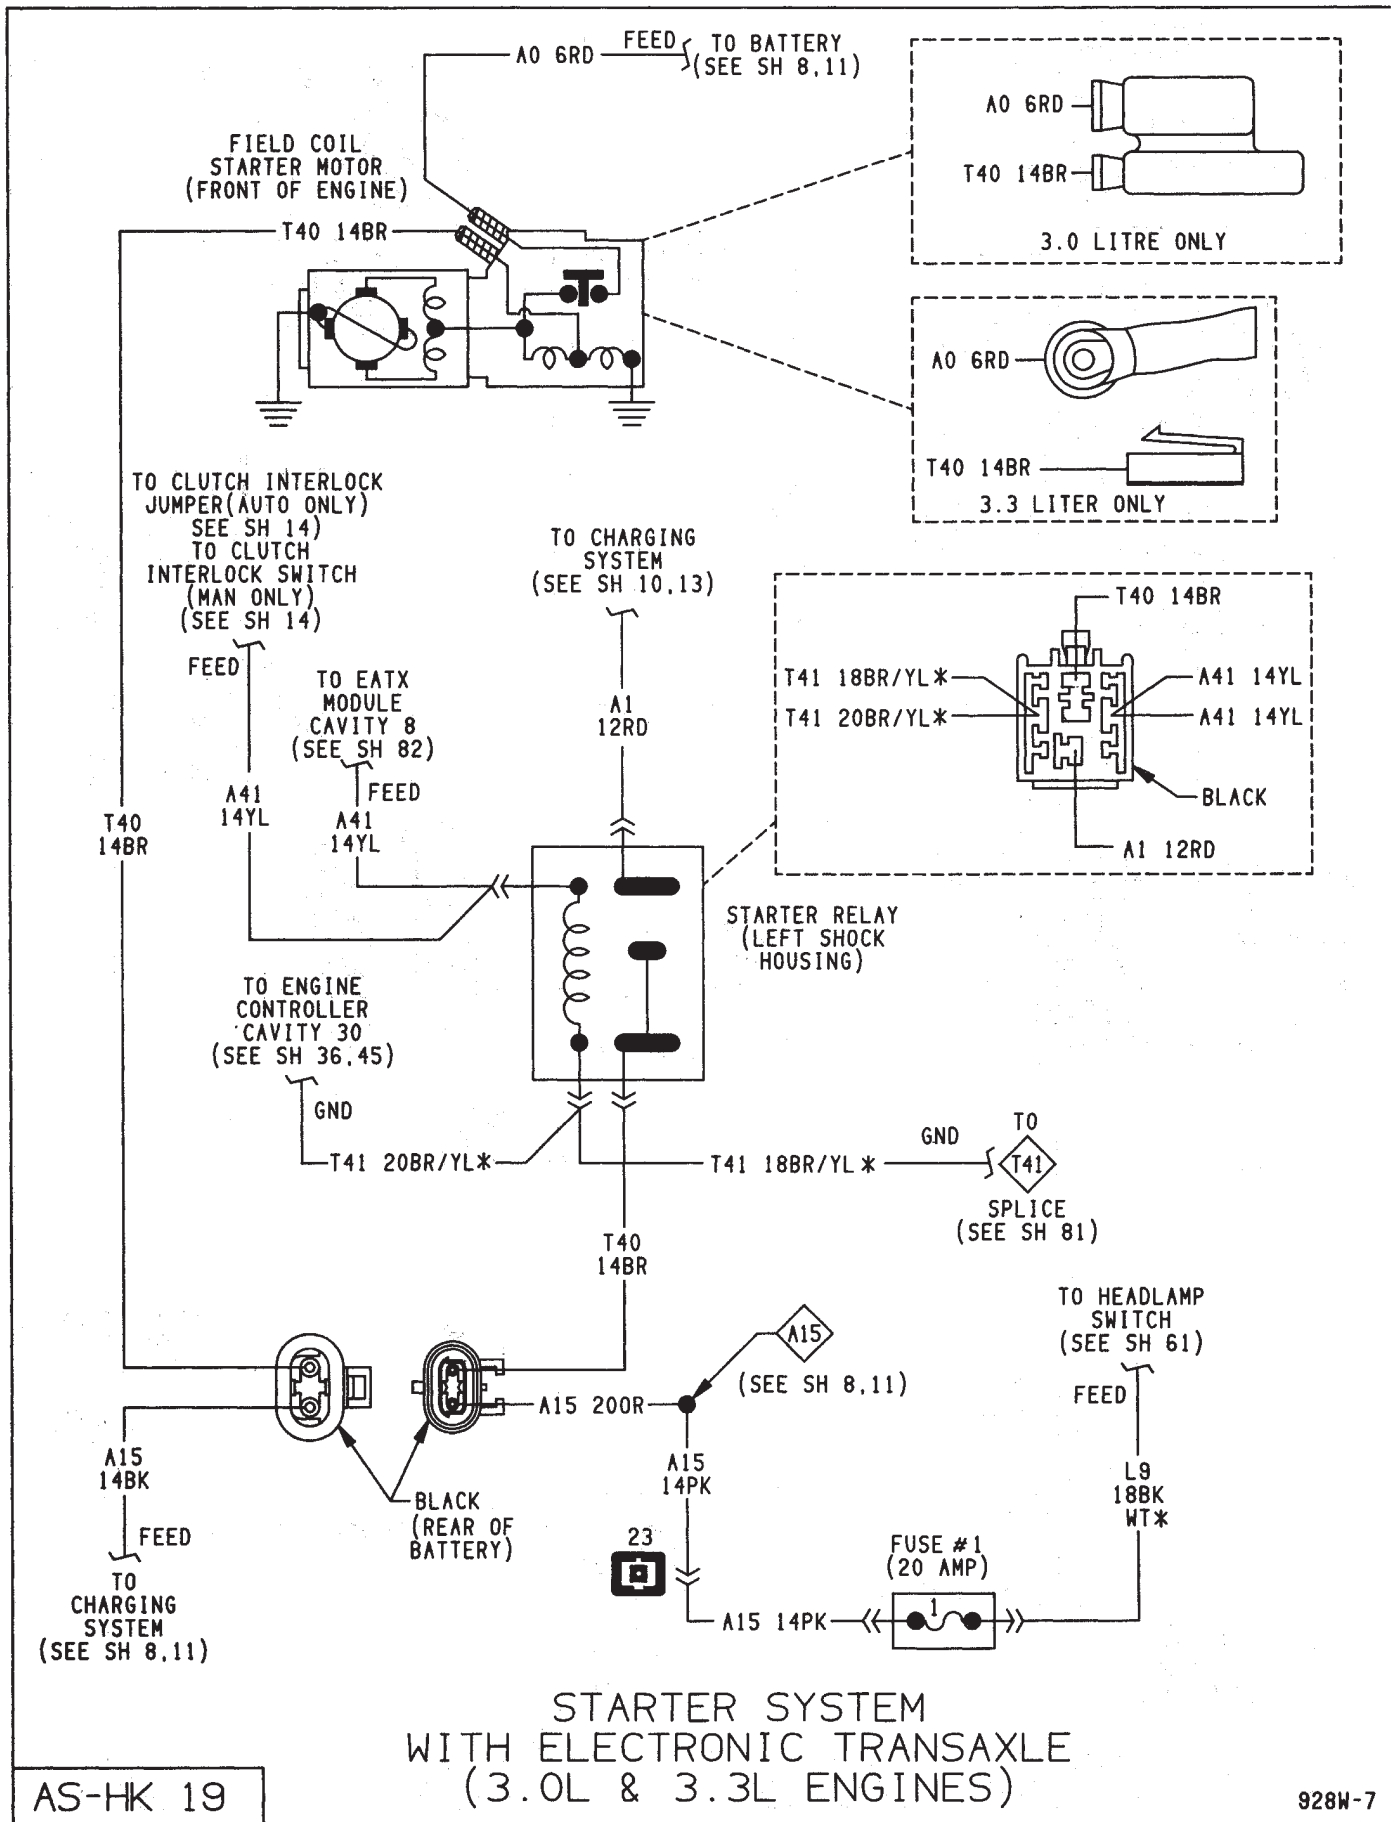 A0 6RD
FEED
TO BATTERY
(SEE SH 8,11)
FIELD COIL
STARTER MOTOR
(FRONT OF ENGINE)
T40 14BR
A0 6RD
T40 14BR
3.0 LITRE ONLY
A0 6RD
T40 14BR
3.3 LITER ONLY
TO CLUTCH INTERLOCK
JUMPER(AUTO ONLY)
SEE SH 14)
TO CLUTCH
INTERLOCK SWITCH
(MAN ONLY)
(SEE SH 14)
FEED
TO CHARGING
SYSTEM
(SEE SH 10,13)
TO EATX
MODULE
CAVITY 8
(SEE SH 82)
FEED
A1
12RD
T40 14BR
T41 18BR/YL*
T41 20BR/YL*
A41 14YL
A41 14YL
BLACK
A1 12RD
T40
14BR
A41
14YL
A41
14YL
STARTER RELAY
(LEFT SHOCK
HOUSING)
TO ENGINE
CONTROLLER
CAVITY 30
(SEE SH 36,45)
GND
T41 20BR/YL*
T41 18BR/YL*
GND
TO
T41
SPLICE
(SEE SH 81)
T40
14BR
TO HEADLAMP
SWITCH
(SEE SH 61)
FEED
A15
(SEE SH 8,11)
A15 20OR
A15
14BK
FEED
TO
CHARGING
SYSTEM
(SEE SH 8,11)
BLACK
(REAR OF
BATTERY)
A15
14PK
23
L9
18BK
WT*
FUSE #1
(20 AMP)
1
A15 14PK
STARTER SYSTEM
WITH ELECTRONIC TRANSAXLE
(3.0L & 3.3L ENGINES)
AS-HK 19
928W-7